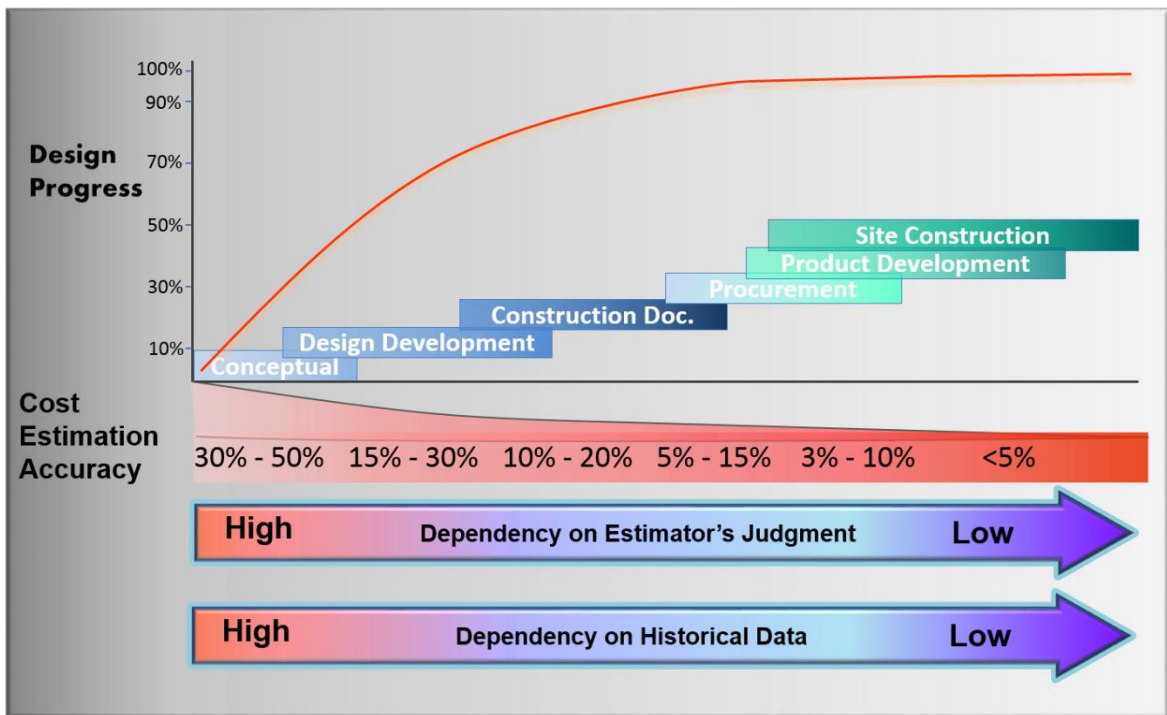 100%
90%
Design
Progress
70%
50%
30%
10%
Site Construction
Product Development
Procurement
Construction Doc.
Design Development
Conceptual
Cost
Estimation
Accuracy
30% - 50% 15% - 30% 10% - 20% 5% - 15% 3% - 10% <5%
High Dependency on Estimator's Judgment Low
High Dependency on Historical Data Low